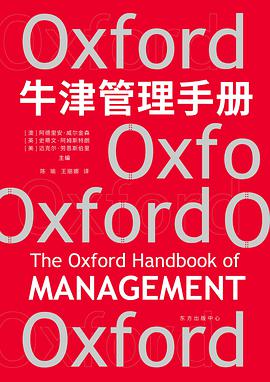 Oxford
牛津管理手册
[澳] 阿德里安·威尔金森
[英] 史蒂文·阿姆斯特朗
[美] 迈克尔·劳恩斯伯里
主编
Oxfo
陈 瑜 王丽娜 译
Oxford O
The Oxford Handbook of
MANAGEMENT
东方出版中心
Oxford